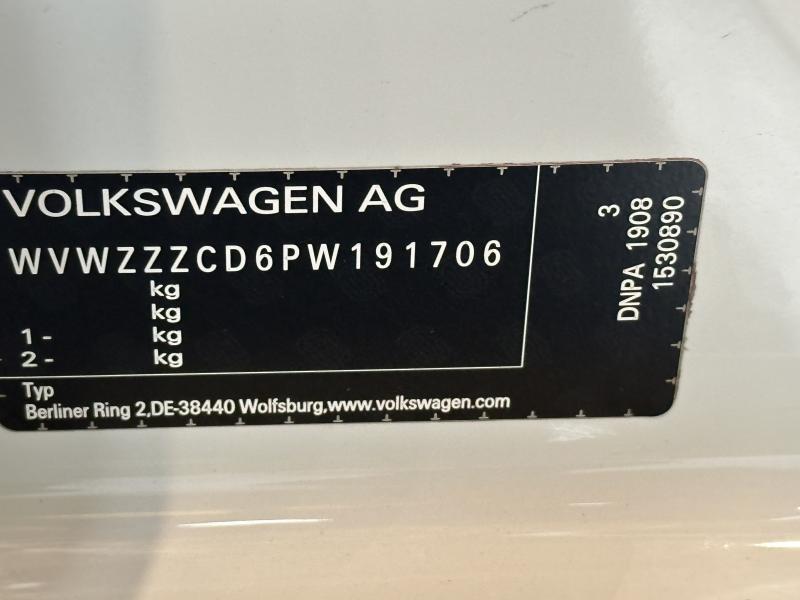 VOLKSWAGEN AG
WVWZZZCD6PW191706
kg
kg
1- kg
2- kg
Typ
Berliner Ring 2,DE-38440 Wolfsburg,www.volkswagen.com
3
DNPA 1908
1530890